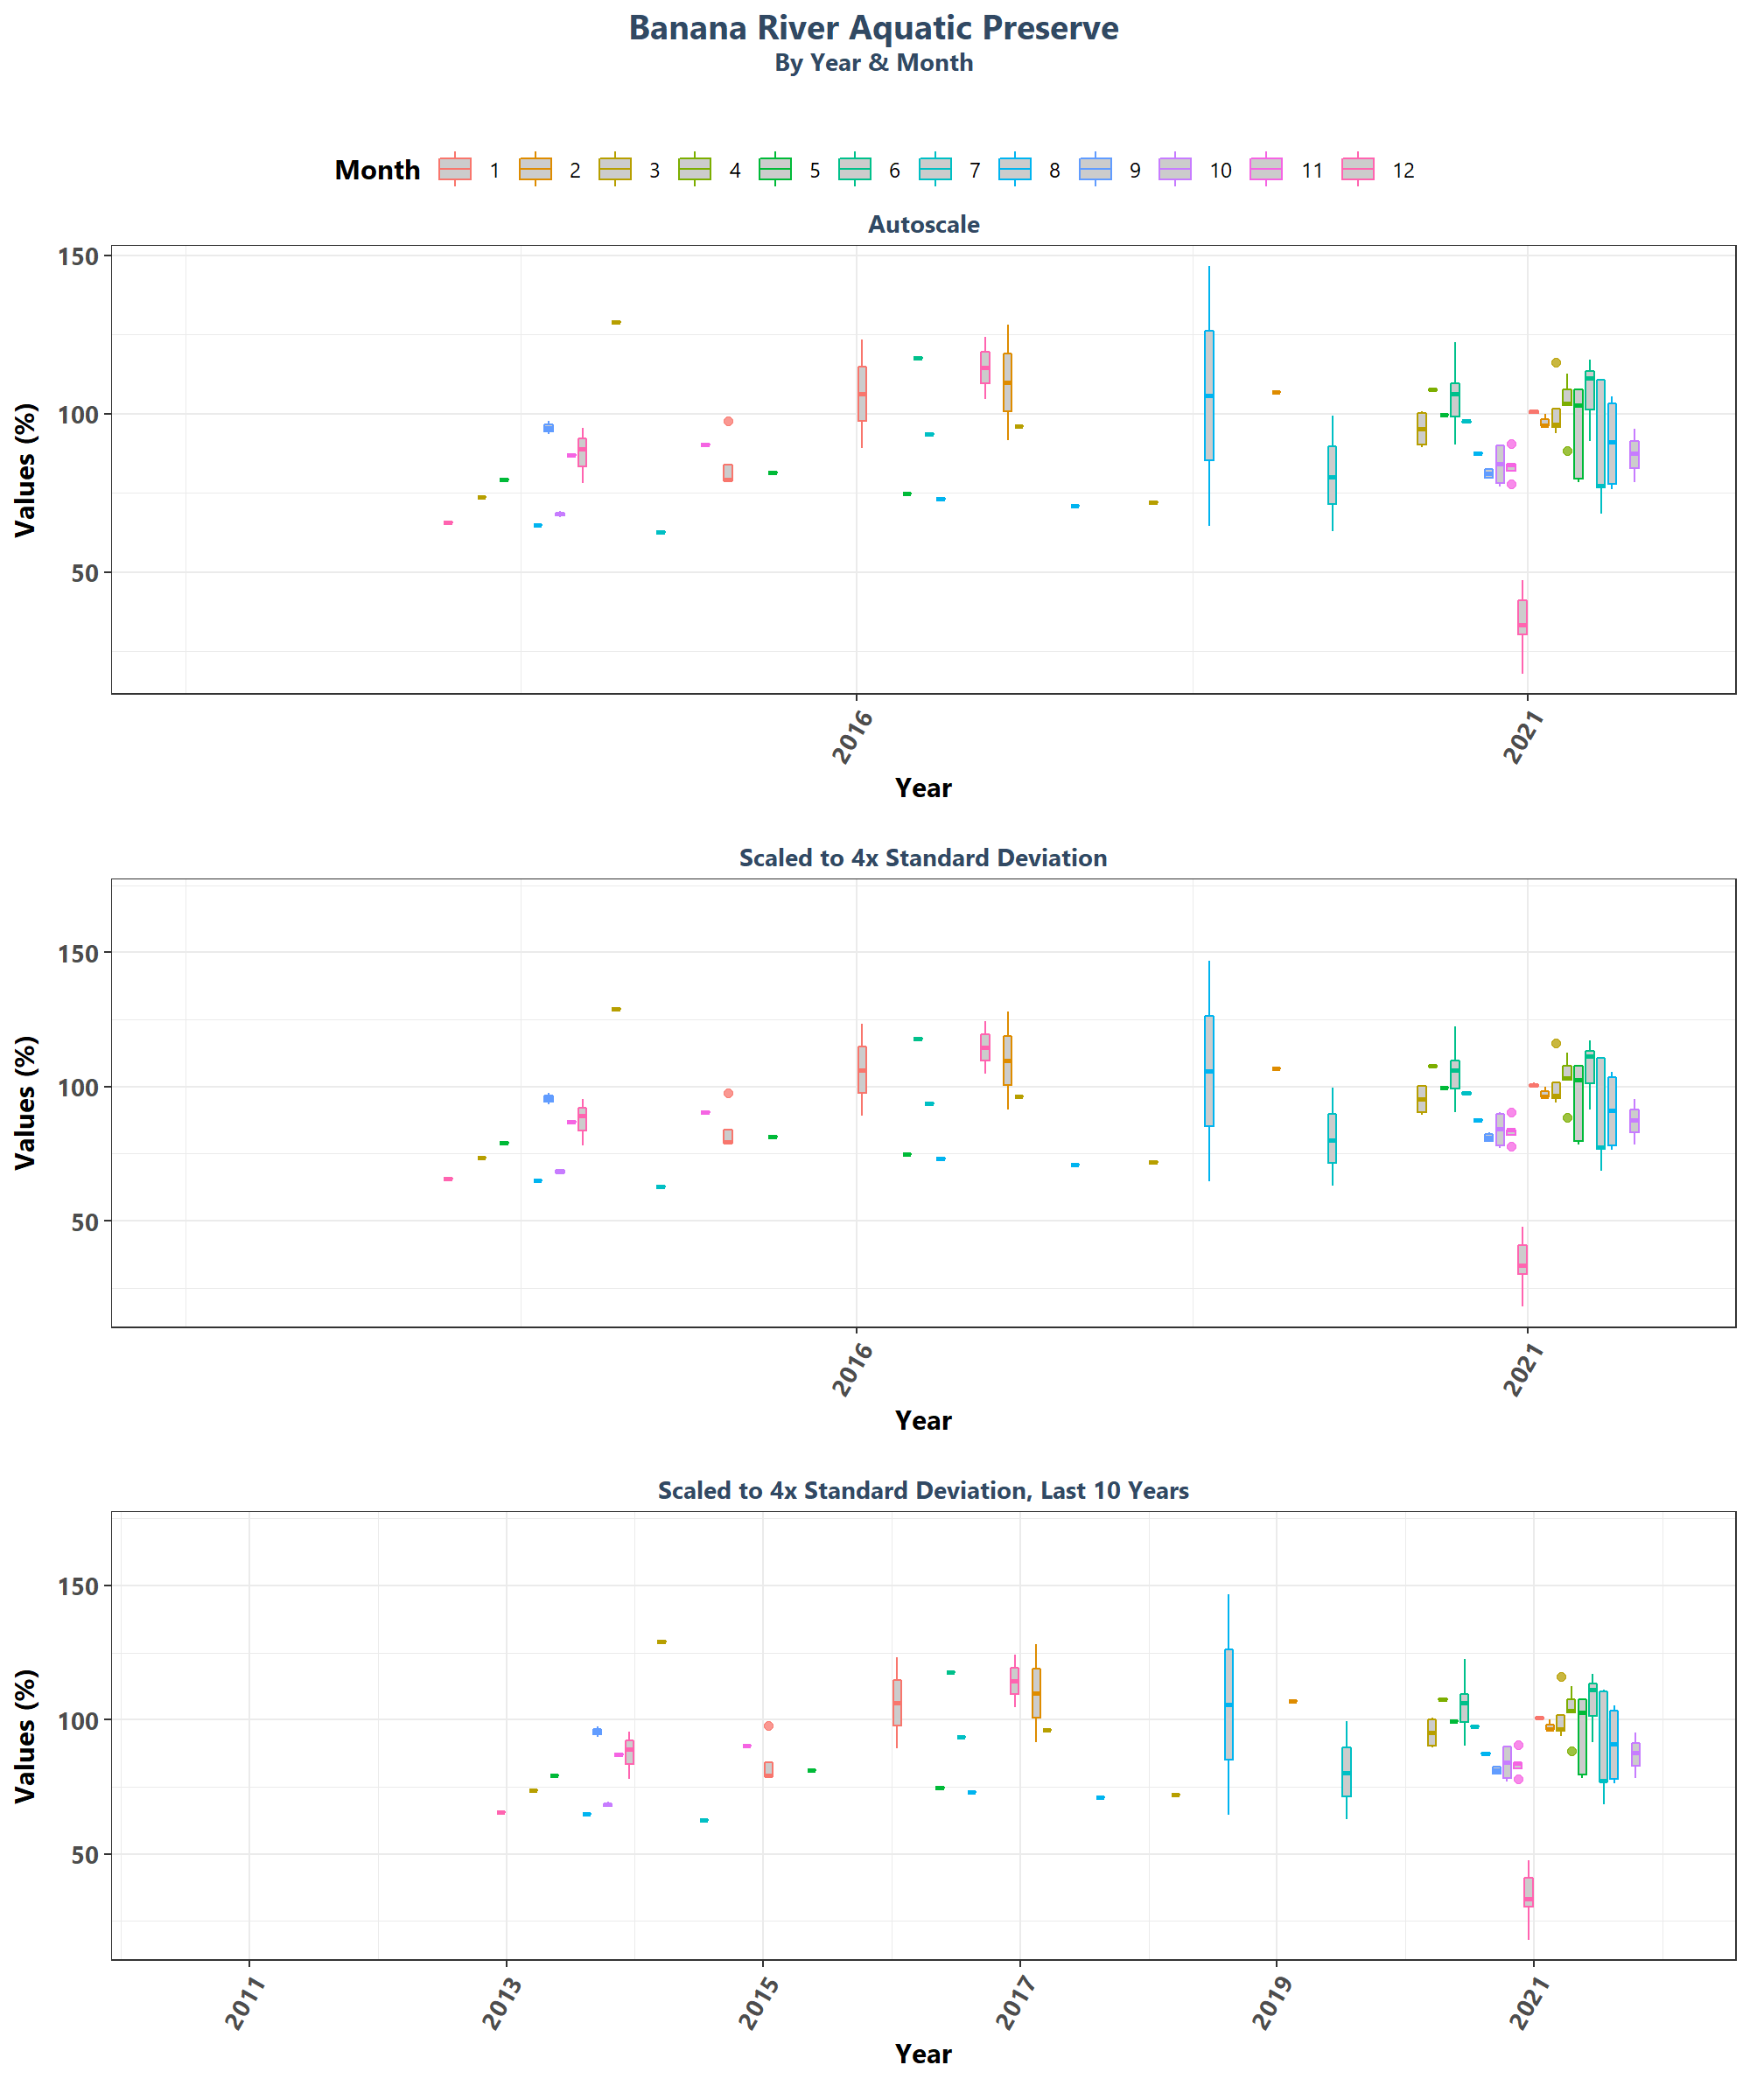 Banana River Aquatic Preserve
By Year & Month
Month 1 2 3 4 5 6 7 8 9 10 11 12
Autoscale
150
100
50
Values (%)
2016 2021
Year
Scaled to 4x Standard Deviation
150
100
50
Values (%)
2016 2021
Year
Scaled to 4x Standard Deviation, Last 10 Years
150
100
50
Values (%)
2011 2013 2015 2017 2019 2021
Year